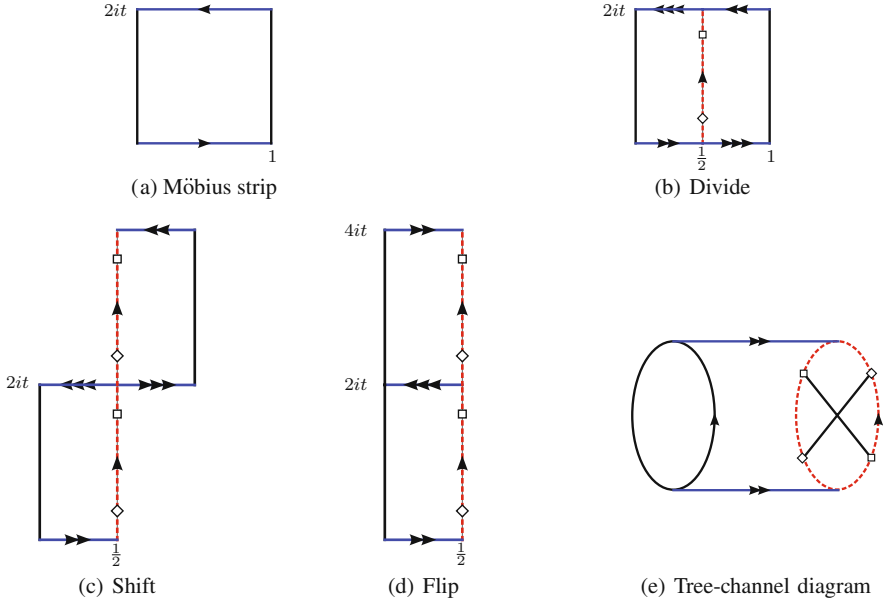 2it
1
(a) Möbius strip
2it
1/2
1
(b) Divide
2it
1/2
(c) Shift
4it
2it
1/2
(d) Flip
(e) Tree-channel diagram